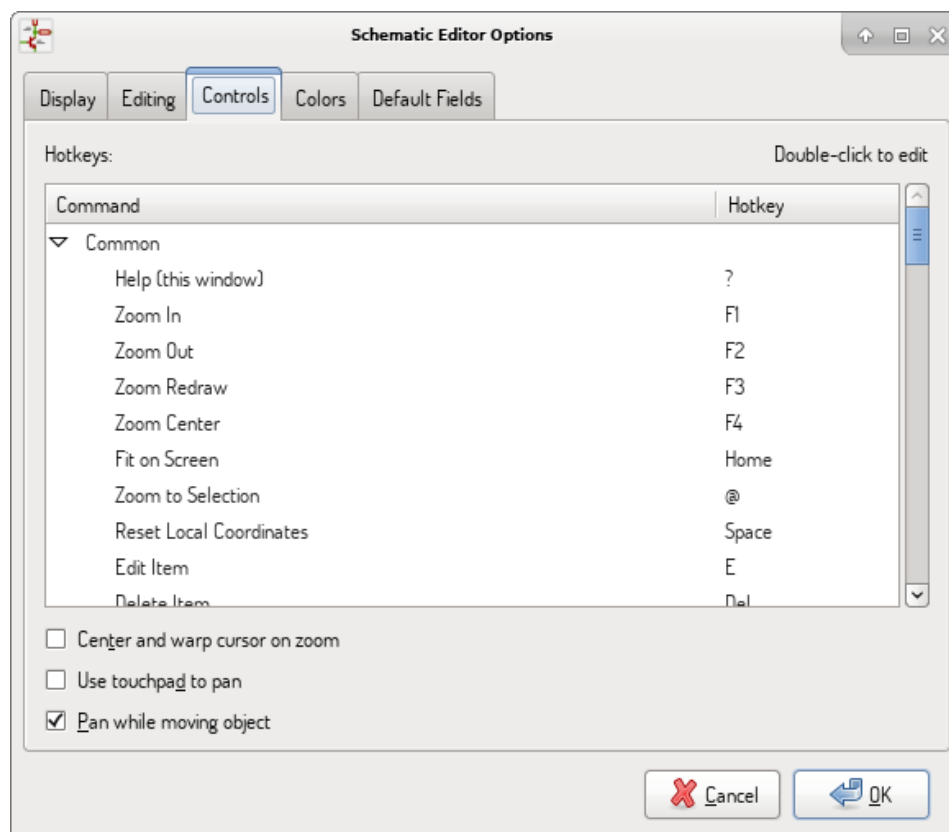 Schematic Editor Options
Display Editing Controls Colors Default Fields
Hotkeys: Double-click to edit
Command Hotkey
Common
Help (this window) ?
Zoom In F1
Zoom Out F2
Zoom Redraw F3
Zoom Center F4
Fit on Screen Home
Zoom to Selection @
Reset Local Coordinates Space
Edit Item E
Delete Item Del
Center and warp cursor on zoom
Use touchpad to pan
Pan while moving object
Cancel OK